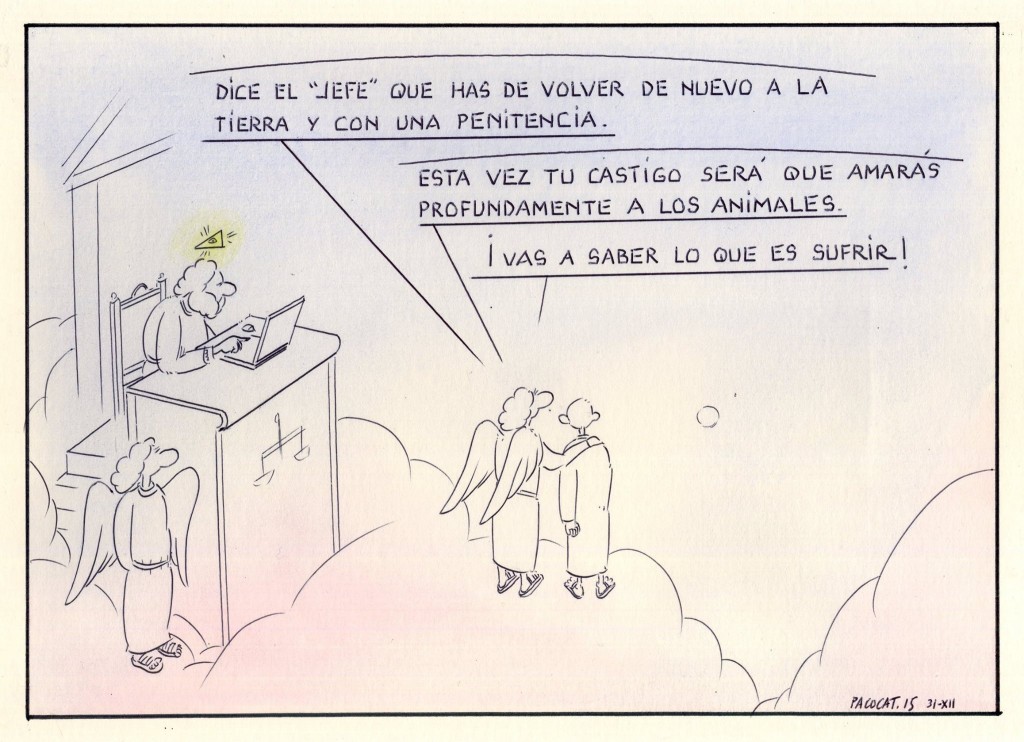 DICE EL "JEFE" QUE HAS DE VOLVER DE NUEVO A LA
TIERRA Y CON UNA PENITENCIA.
ESTA VEZ TU CASTIGO SERÁ QUE AMARÁS
PROFUNDAMENTE A LOS ANIMALES.
¡VAS A SABER LO QUE ES SUFRIR!
PACOCAT.15 31-XII